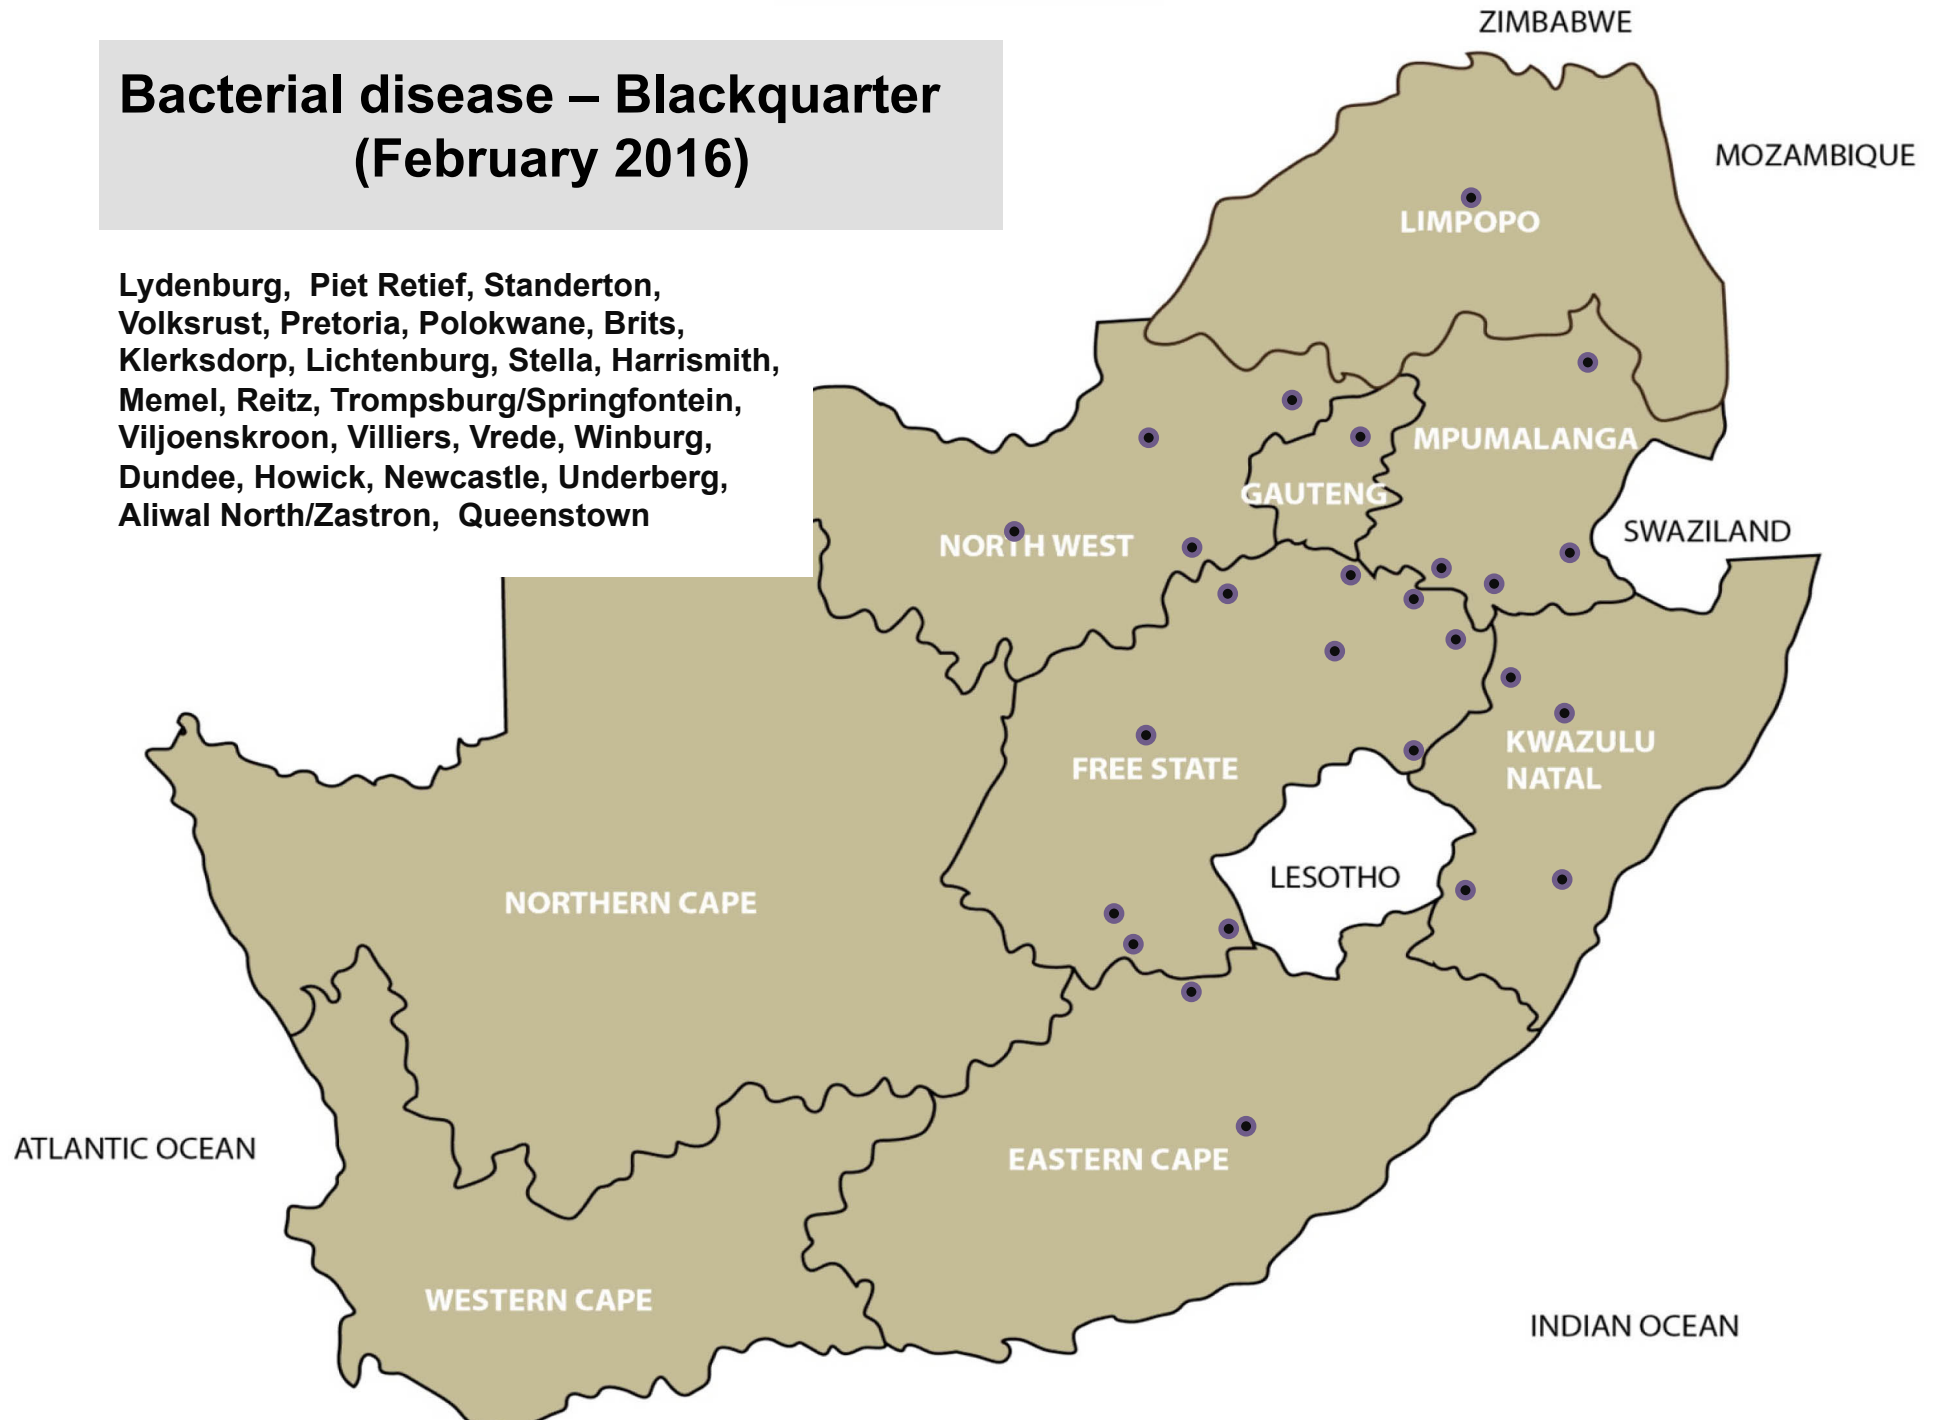 Bacterial disease – Blackquarter
(February 2016)
Lydenburg,  Piet Retief, Standerton,
Volksrust, Pretoria, Polokwane, Brits,
Klerksdorp, Lichtenburg, Stella, Harrismith,
Memel, Reitz, Trompsburg/Springfontein,
Viljoenskroon, Villiers, Vrede, Winburg,
Dundee, Howick, Newcastle, Underberg,
Aliwal North/Zastron,  Queenstown
ZIMBABWE
MOZAMBIQUE
LIMPOPO
MPUMALANGA
GAUTENG
SWAZILAND
NORTH WEST
KWAZULU
NATAL
FREE STATE
LESOTHO
NORTHERN CAPE
ATLANTIC OCEAN
EASTERN CAPE
WESTERN CAPE
INDIAN OCEAN